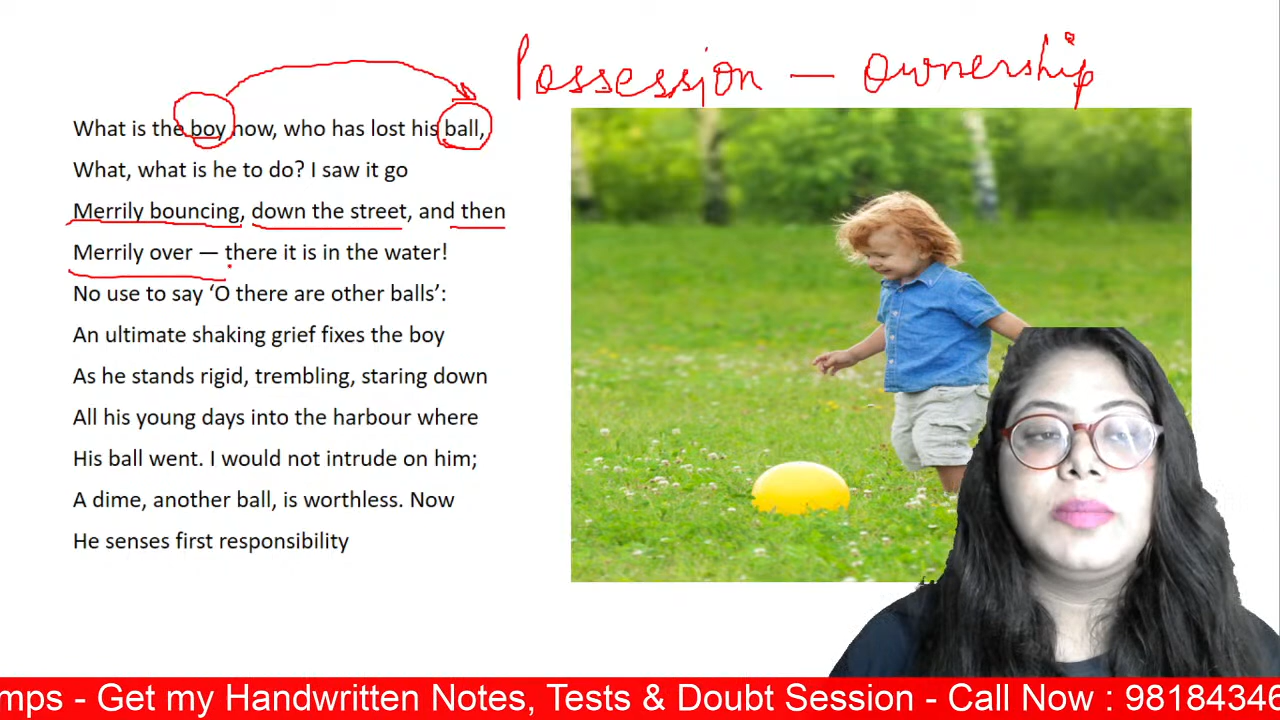 Possession — ownership
What is the boy now, who has lost his ball,
What, what is he to do? I saw it go
Merrily bouncing, down the street, and then
Merrily over — there it is in the water!
No use to say ‘O there are other balls’:
An ultimate shaking grief fixes the boy
As he stands rigid, trembling, staring down
All his young days into the harbour where
His ball went. I would not intrude on him;
A dime, another ball, is worthless. Now
He senses first responsibility
mps - Get my Handwritten Notes, Tests & Doubt Session - Call Now : 98184346